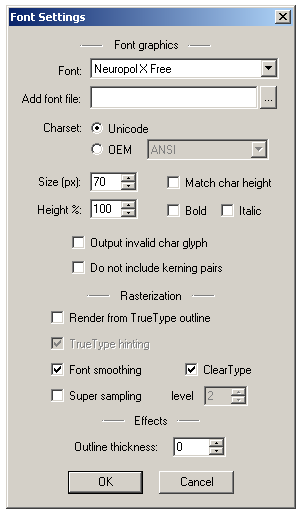 Font Settings
Font graphics
Font: Neuropol X Free
Add font file: ...
Charset: Unicode
OEM ANSI
Size (px): 70 Match char height
Height %: 100 Bold Italic
Output invalid char glyph
Do not include kerning pairs
Rasterization
Render from TrueType outline
TrueType hinting
Font smoothing ClearType
Super sampling level 2
Effects
Outline thickness: 0
OK Cancel